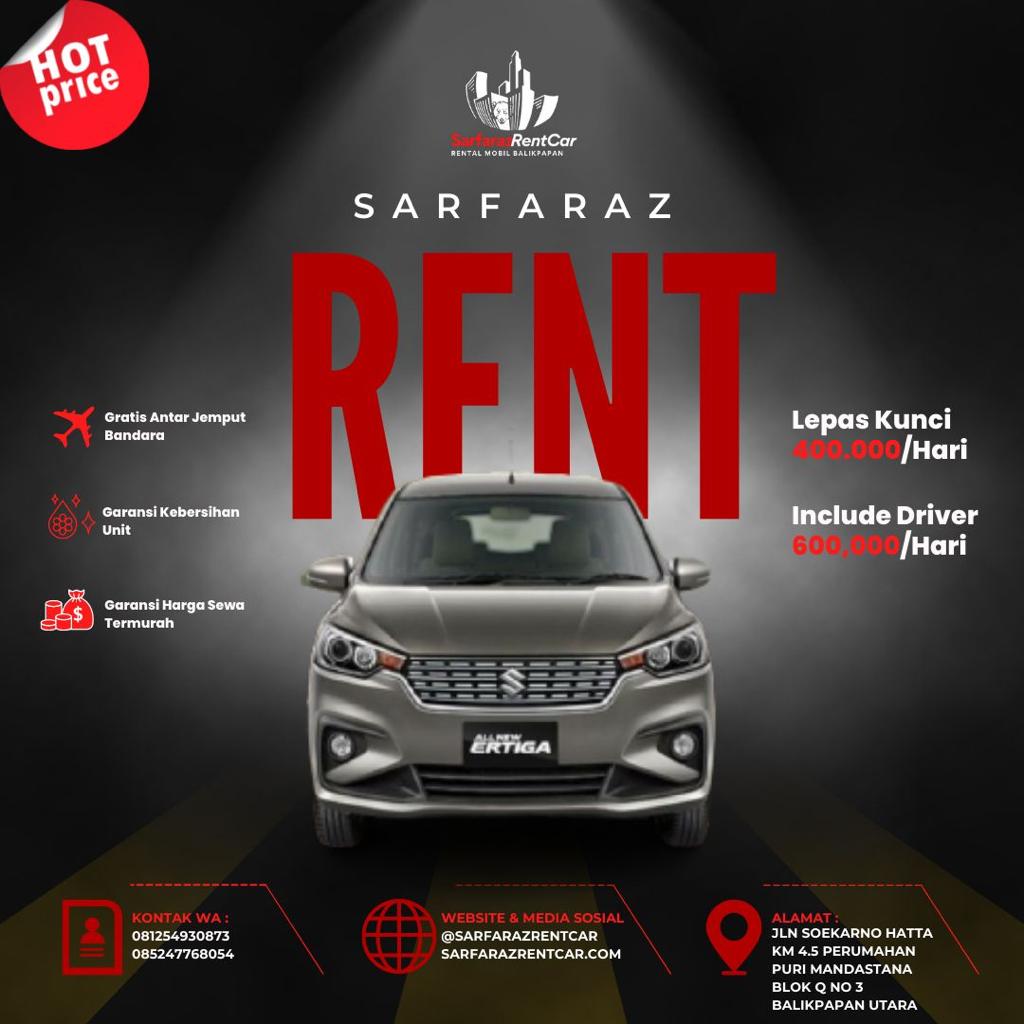 HOT
price
SarfarazRentCar
RENTAL MOBIL BALIKPAPAN
SARFARAZ
RENT
Gratis Antar Jemput
Bandara
Garansi Kebersihan
Unit
Garansi Harga Sewa
Termurah
Lepas Kunci
400.000/Hari
Include Driver
600,000/Hari
ALL NEW
ERTIGA
KONTAK WA :
081254930873
085247768054
WEBSITE & MEDIA SOSIAL
@SARFARAZRENTCAR
SARFARAZRENTCAR.COM
ALAMAT :
JLN SOEKARNO HATTA
KM 4.5 PERUMAHAN
PURI MANDASTANA
BLOK Q NO 3
BALIKPAPAN UTARA